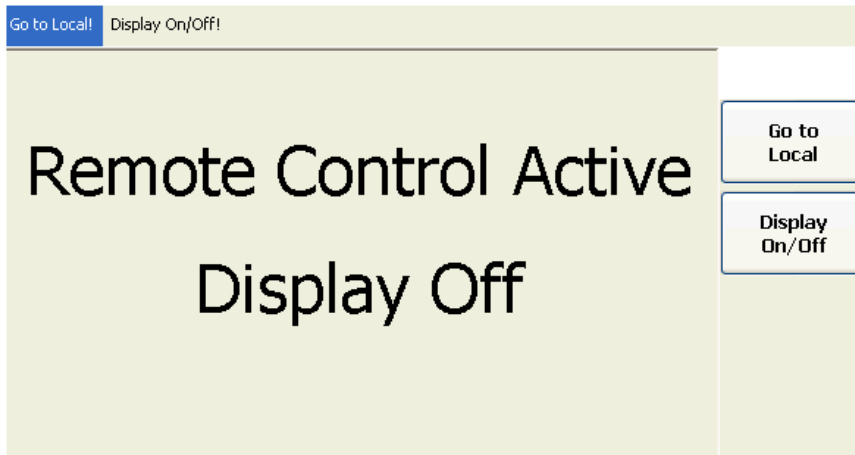 Go to Local! Display On/Off!
Remote Control Active
Display Off
Go to
Local
Display
On/Off